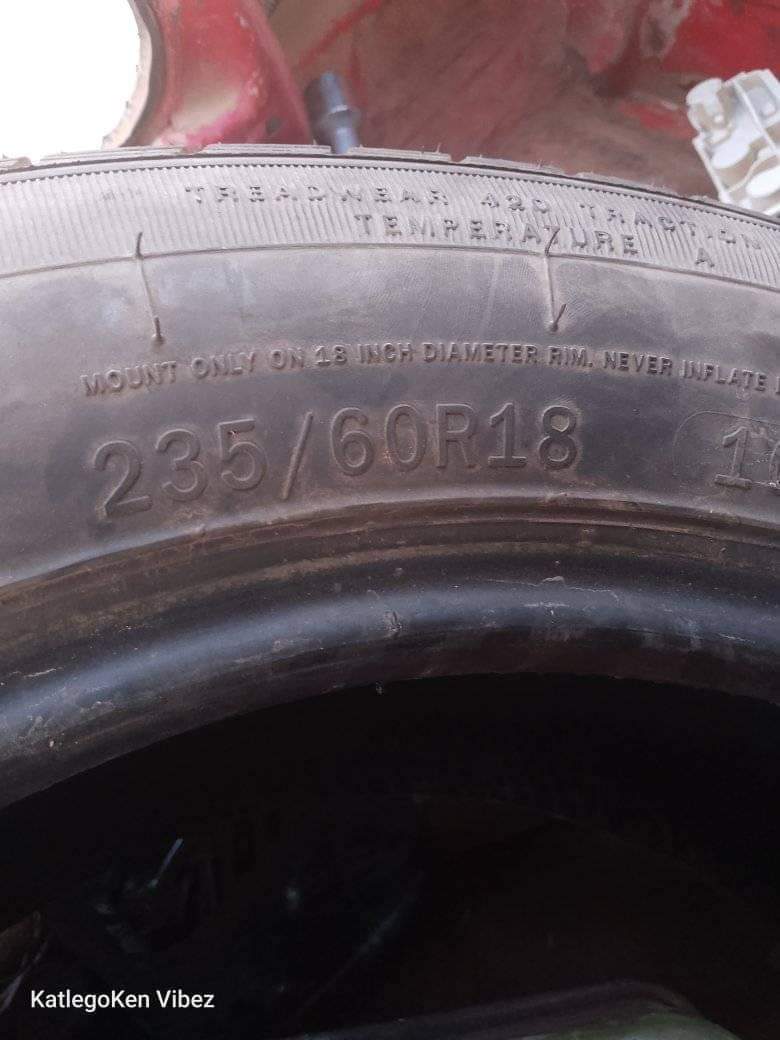 TREADWEAR 420 TRACTION
TEMPERATURE A
MOUNT ONLY ON 18 INCH DIAMETER RIM. NEVER INFLATE
235/60R18
KatlegoKen Vibez